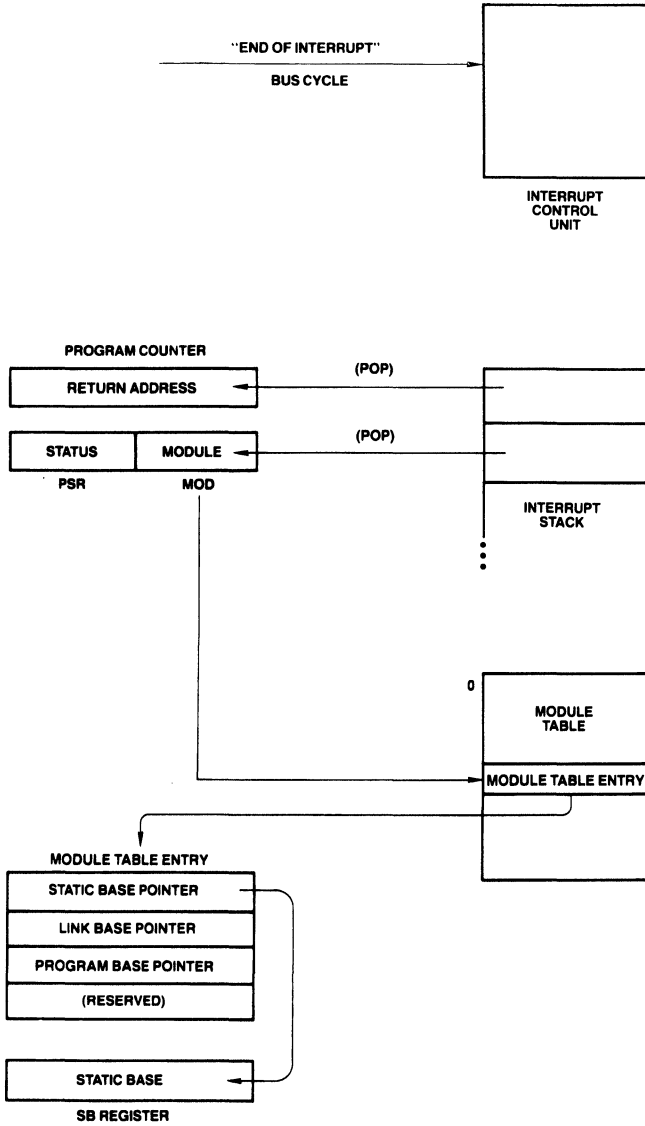 "END OF INTERRUPT"
BUS CYCLE
INTERRUPT
CONTROL
UNIT
PROGRAM COUNTER
RETURN ADDRESS
(POP)
STATUS
MODULE
(POP)
PSR
MOD
INTERRUPT
STACK
0
MODULE
TABLE
MODULE TABLE ENTRY
MODULE TABLE ENTRY
STATIC BASE POINTER
LINK BASE POINTER
PROGRAM BASE POINTER
(RESERVED)
STATIC BASE
SB REGISTER